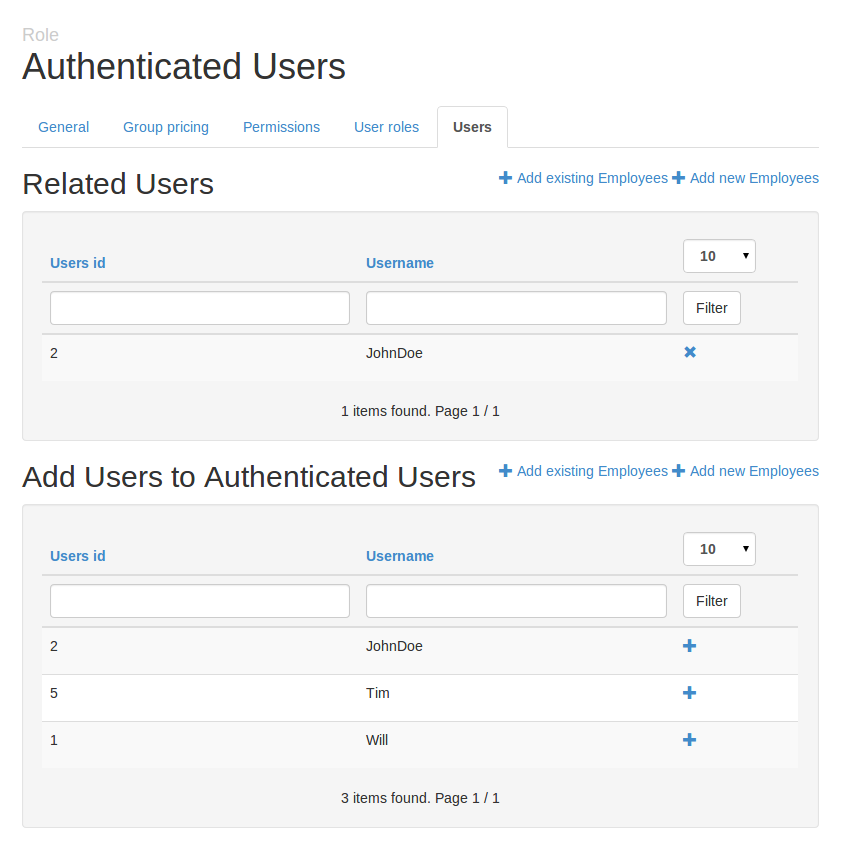 Role
Authenticated Users
General Group pricing Permissions User roles Users
Related Users Add existing Employees Add new Employees
Users id Username 10
Filter
2 JohnDoe
1 items found. Page 1 / 1
Add Users to Authenticated Users Add existing Employees Add new Employees
Users id Username 10
Filter
2 JohnDoe
5 Tim
1 Will
3 items found. Page 1 / 1